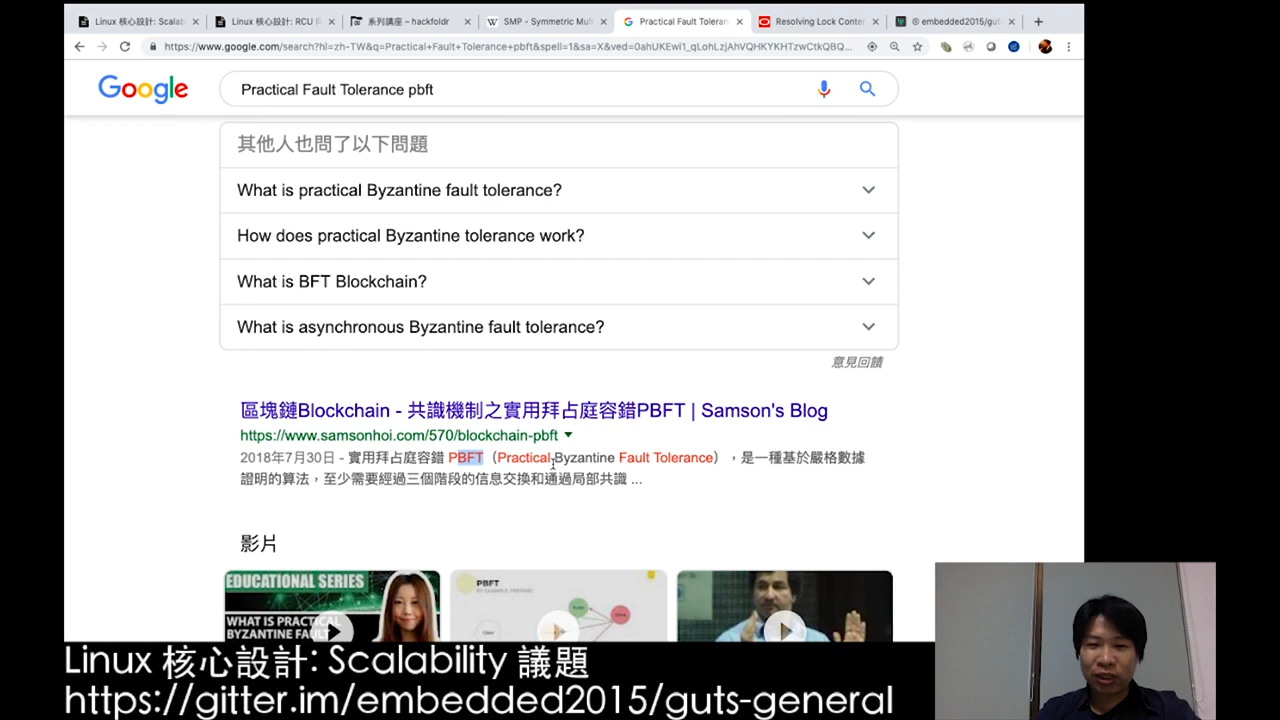 Linux 核心設計: Scalab
Linux 核心設計: RCU
系列講座 – hackfoldr
SMP - Symmetric Mult
Practical Fault Toleran
Resolving Lock Conten
embedded2015/gut
https://www.google.com/search?hl=zh-TW&q=Practical+Fault+Tolerance+pbft&spell=1&sa=X&ved=0ahUKEwi1_qLohLzjAhVQHKYKHTzwCtkQBQ...
Google
Practical Fault Tolerance pbft
其他人也問了以下問題
What is practical Byzantine fault tolerance?
How does practical Byzantine tolerance work?
What is BFT Blockchain?
What is asynchronous Byzantine fault tolerance?
意見回饋
區塊鏈Blockchain - 共識機制之實用拜占庭容錯PBFT | Samson's Blog
https://www.samsonhoi.com/570/blockchain-pbft
2018年7月30日 - 實用拜占庭容錯 PBFT（Practical Byzantine Fault Tolerance），是一種基於嚴格數據
證明的算法，至少需要經過三個階段的信息交換和通過局部共識 ...
影片
EDUCATIONAL SERIES
WHAT IS PRACTICAL
BYZANTINE FAULT
PBFT
Linux 核心設計: Scalability 議題
https://gitter.im/embedded2015/guts-general